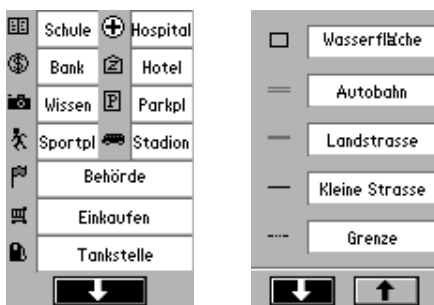 Schule Hospital
$ Bank Z Hotel
Wissen P Parkpl
Sportpl Stadion
Behörde
Einkaufen
Tankstelle
Wasserfläche
Autobahn
Landstrasse
Kleine Strasse
Grenze